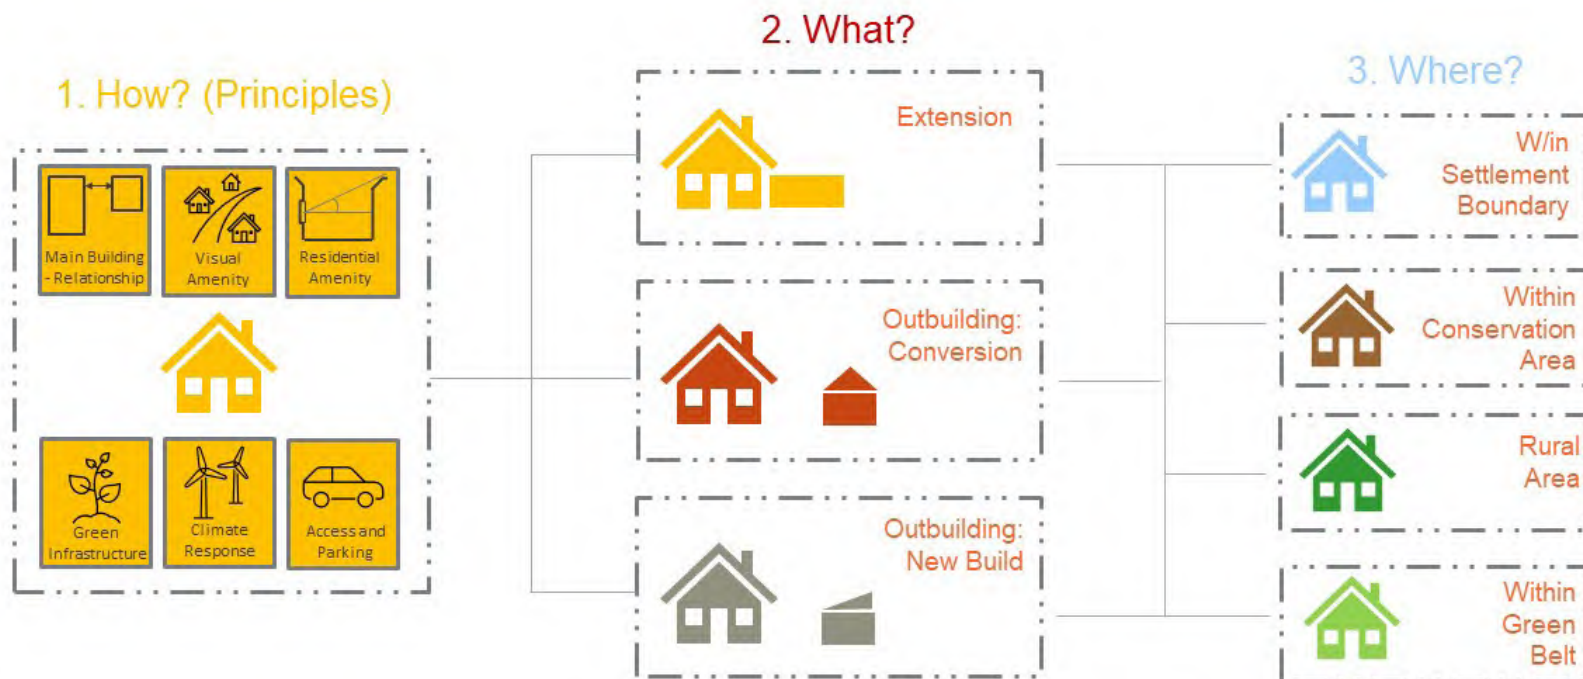 1. How? (Principles)
Main Building
- Relationship
Visual
Amenity
Residential
Amenity
Green
Infrastructure
Climate
Response
Access and
Parking
2. What?
Extension
Outbuilding:
Conversion
Outbuilding:
New Build
3. Where?
W/in
Settlement
Boundary
Within
Conservation
Area
Rural
Area
Within
Green
Belt